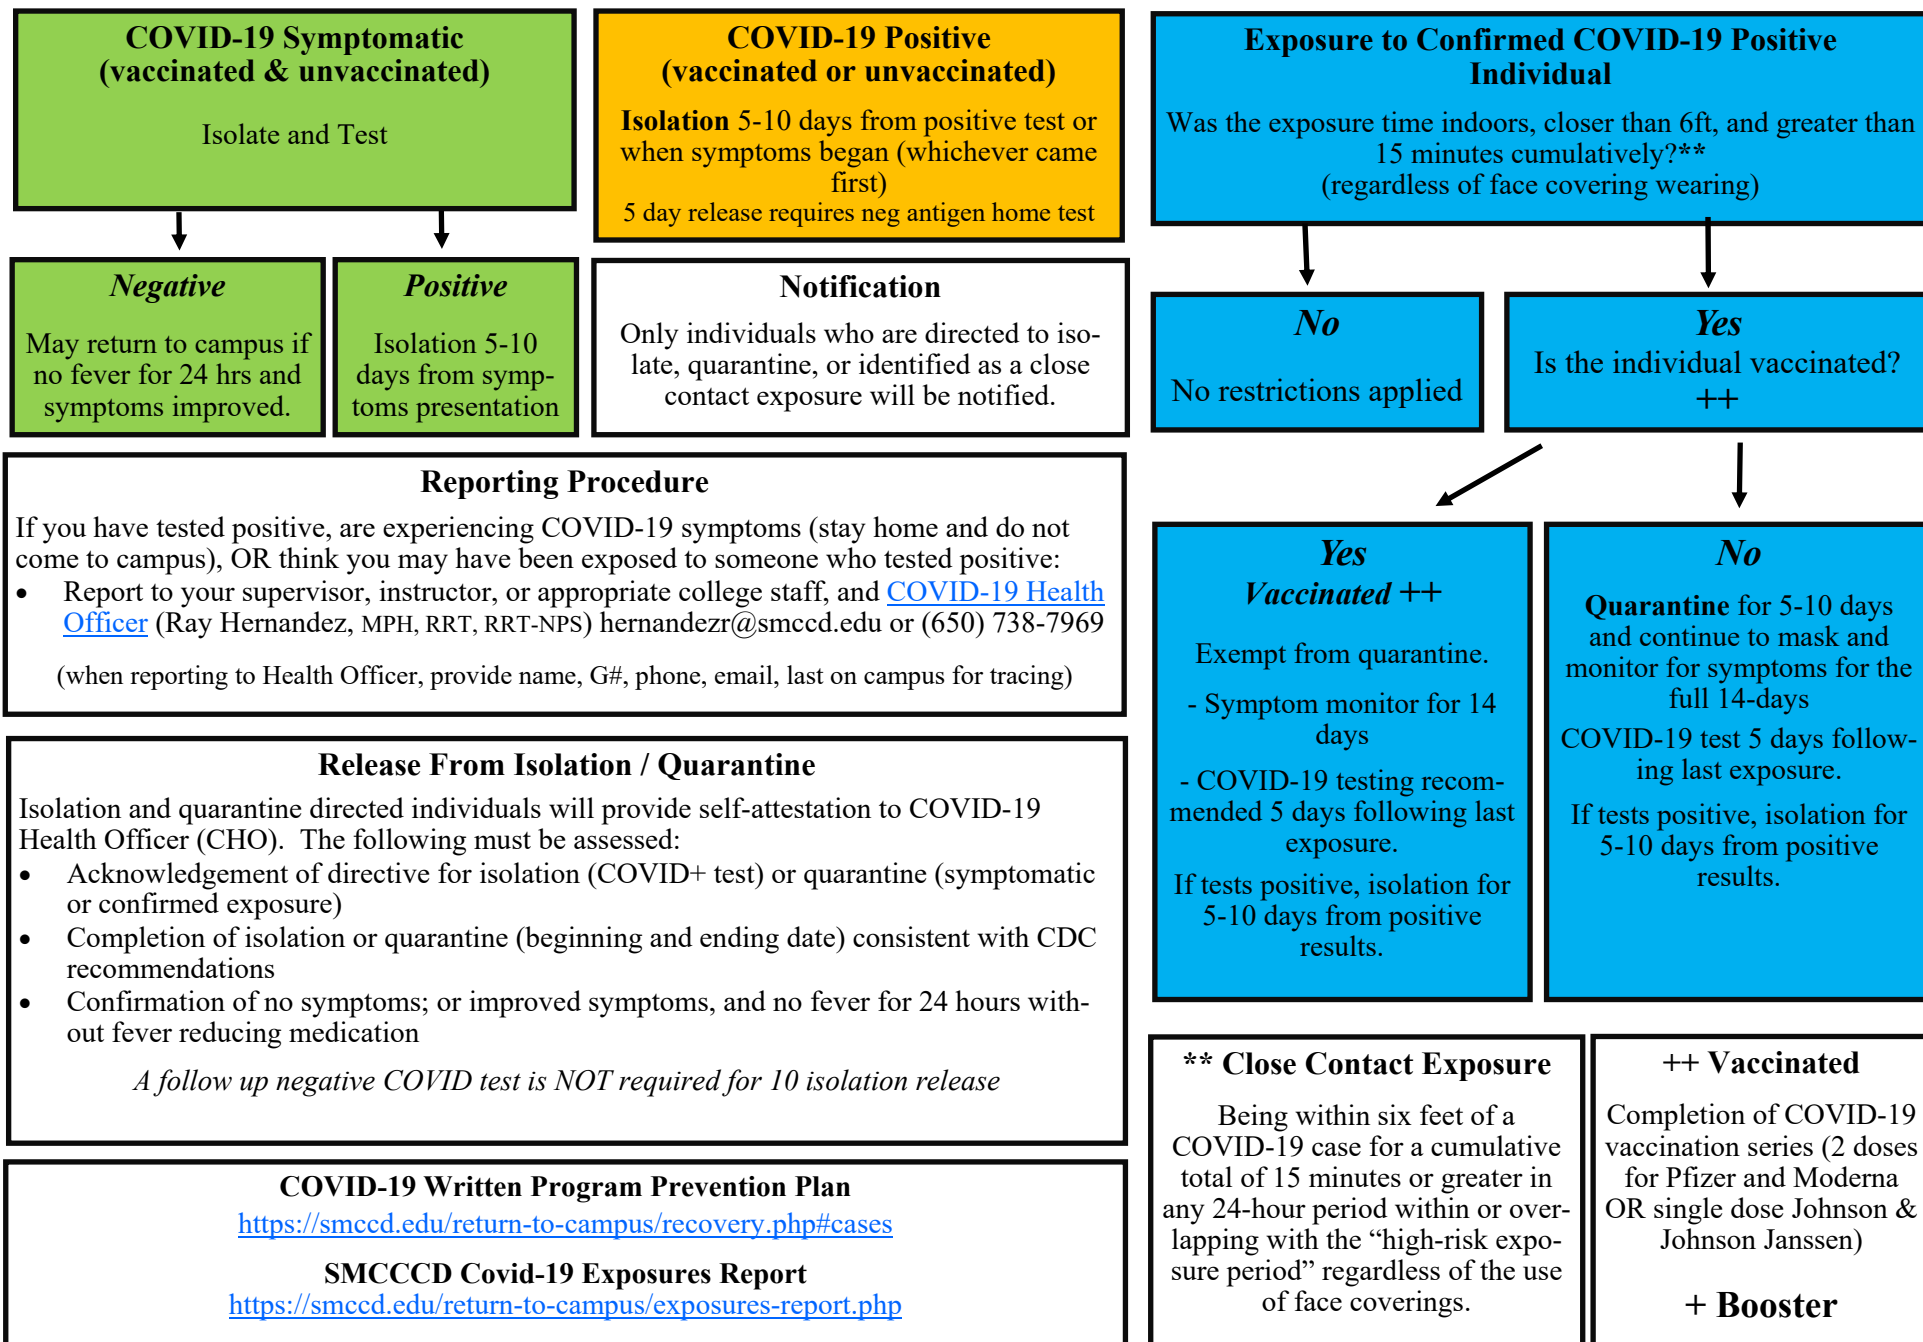 COVID-19 Symptomatic
(vaccinated & unvaccinated)
Isolate and Test
Negative
May return to campus if
no fever for 24 hrs and
symptoms improved.
Positive
Isolation 5-10
days from symp-
toms presentation
COVID-19 Positive
(vaccinated or unvaccinated)
Isolation 5-10 days from positive test or
when symptoms began (whichever came
first)
5 day release requires neg antigen home test
Notification
Only individuals who are directed to iso-
late, quarantine, or identified as a close
contact exposure will be notified.
Reporting Procedure
If you have tested positive, are experiencing COVID-19 symptoms (stay home and do not
come to campus), OR think you may have been exposed to someone who tested positive:
• Report to your supervisor, instructor, or appropriate college staff, and COVID-19 Health
Officer (Ray Hernandez, MPH, RRT, RRT-NPS) hernandezr@smccd.edu or (650) 738-7969
(when reporting to Health Officer, provide name, G#, phone, email, last on campus for tracing)
Release From Isolation / Quarantine
Isolation and quarantine directed individuals will provide self-attestation to COVID-19
Health Officer (CHO).  The following must be assessed:
• Acknowledgement of directive for isolation (COVID+ test) or quarantine (symptomatic
or confirmed exposure)
• Completion of isolation or quarantine (beginning and ending date) consistent with CDC
recommendations
• Confirmation of no symptoms; or improved symptoms, and no fever for 24 hours with-
out fever reducing medication
A follow up negative COVID test is NOT required for 10 isolation release
COVID-19 Written Program Prevention Plan
https://smccd.edu/return-to-campus/recovery.php#cases
SMCCCD Covid-19 Exposures Report
https://smccd.edu/return-to-campus/exposures-report.php
Exposure to Confirmed COVID-19 Positive
Individual
Was the exposure time indoors, closer than 6ft, and greater than
15 minutes cumulatively?**
(regardless of face covering wearing)
No
No restrictions applied
Yes
Is the individual vaccinated?
++
Yes
Vaccinated ++
Exempt from quarantine.
- Symptom monitor for 14
days
- COVID-19 testing recom-
mended 5 days following last
exposure.
If tests positive, isolation for
5-10 days from positive
results.
No
Quarantine for 5-10 days
and continue to mask and
monitor for symptoms for the
full 14-days
COVID-19 test 5 days follow-
ing last exposure.
If tests positive, isolation for
5-10 days from positive
results.
** Close Contact Exposure
Being within six feet of a
COVID-19 case for a cumulative
total of 15 minutes or greater in
any 24-hour period within or over-
lapping with the “high-risk expo-
sure period” regardless of the use
of face coverings.
++ Vaccinated
Completion of COVID-19
vaccination series (2 doses
for Pfizer and Moderna
OR single dose Johnson &
Johnson Janssen)
+ Booster